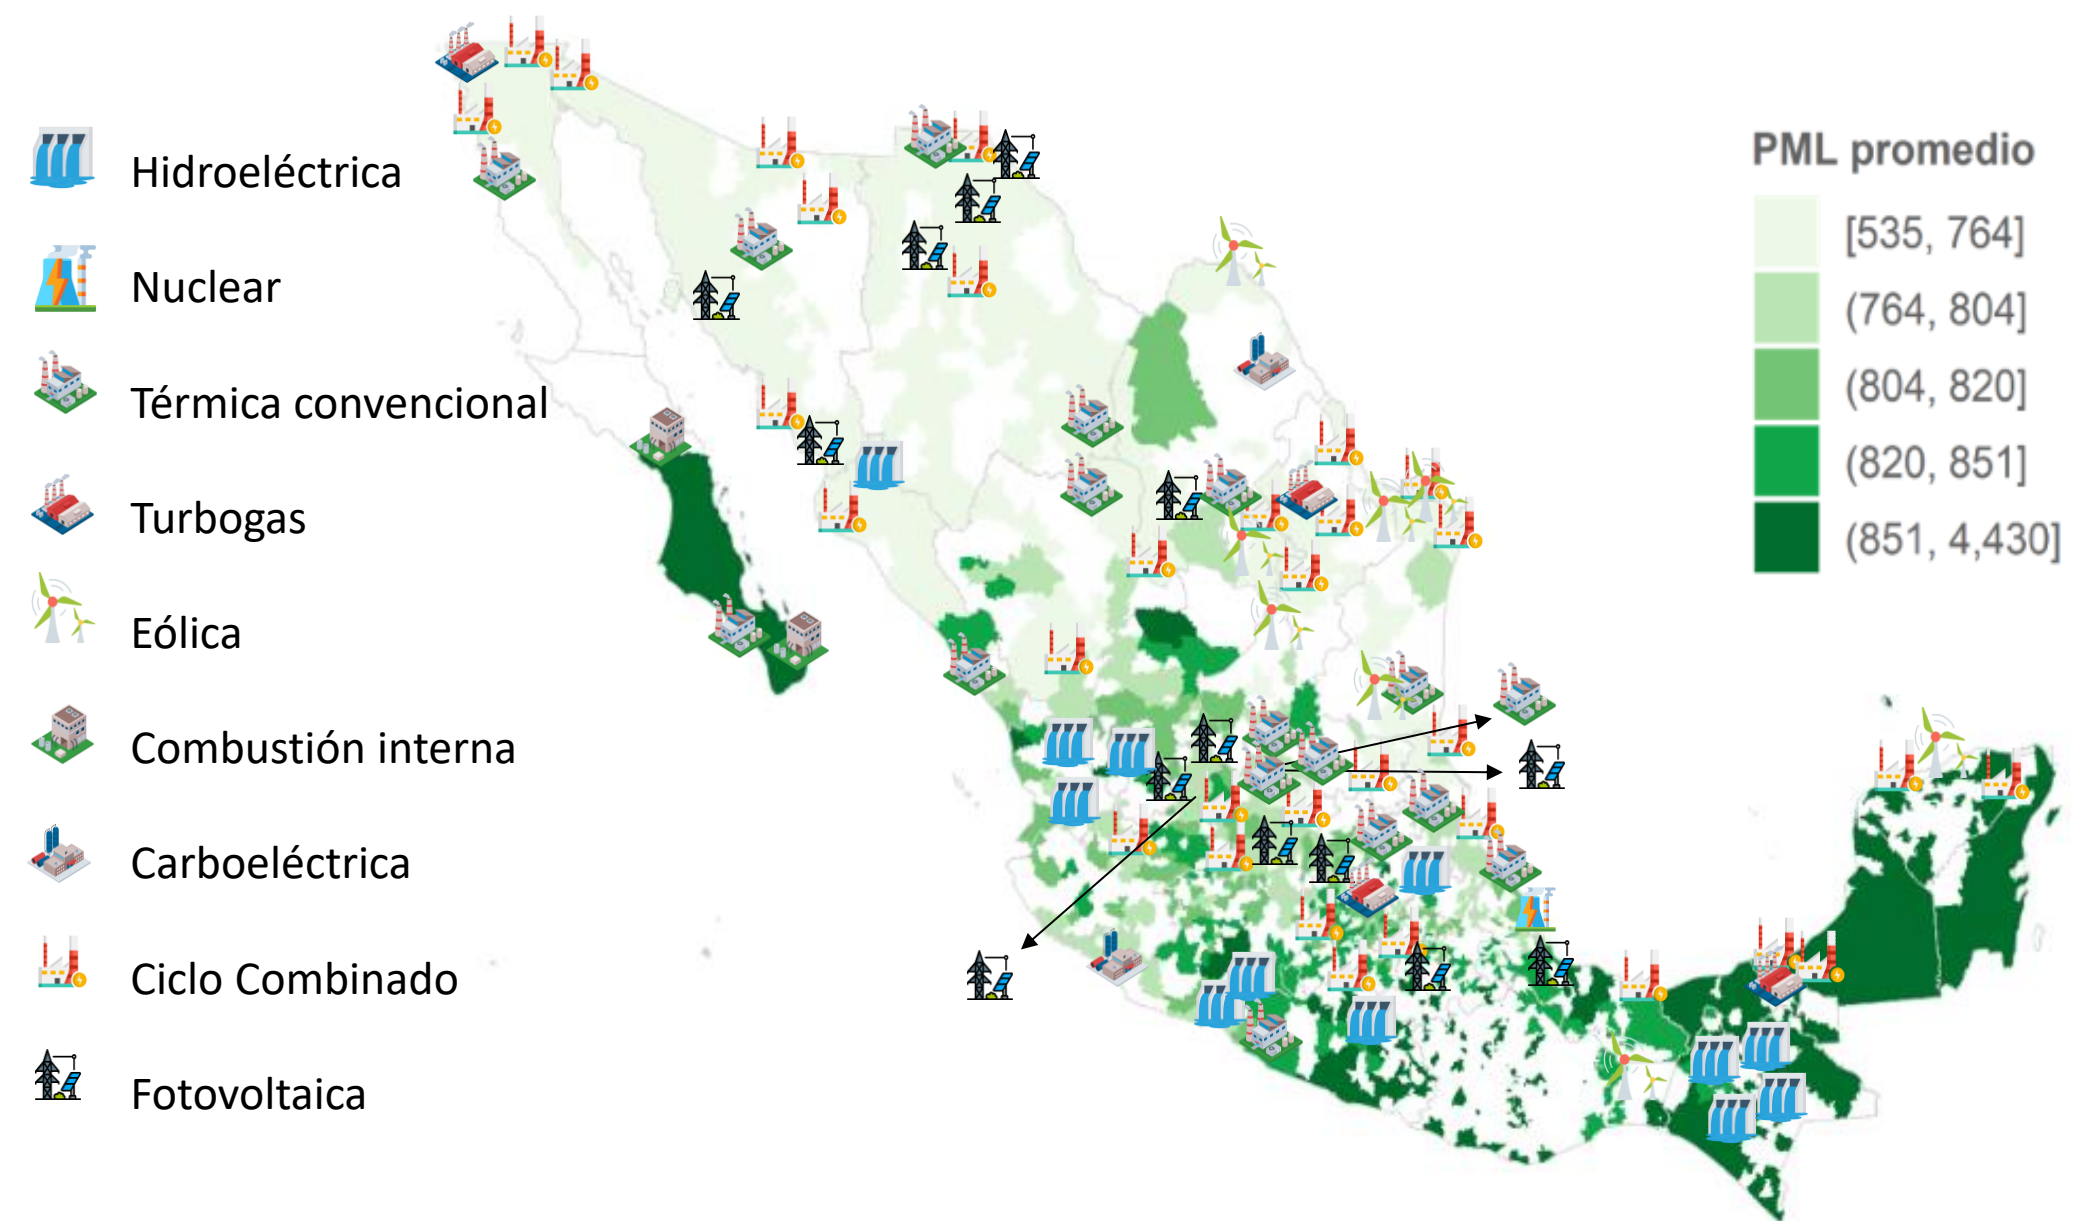 Hidroeléctrica
Nuclear
Térmica convencional
Turbogas
Eólica
Combustión interna
Carboeléctrica
Ciclo Combinado
Fotovoltaica
PML promedio
[535, 764]
(764, 804]
(804, 820]
(820, 851]
(851, 4,430]